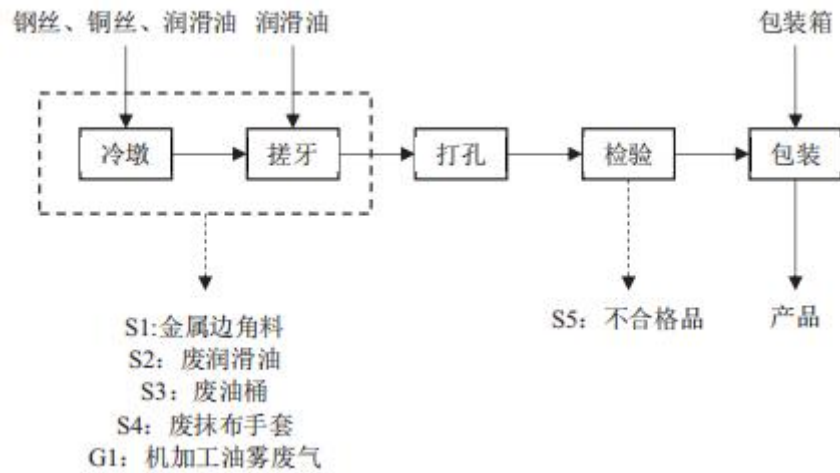 钢丝、铜丝、润滑油 润滑油 包装箱
冷墩 搓牙 打孔 检验 包装
S1:金属边角料
S2：废润滑油
S3：废油桶
S4：废抹布手套
G1：机加工油雾废气
S5：不合格品
产品